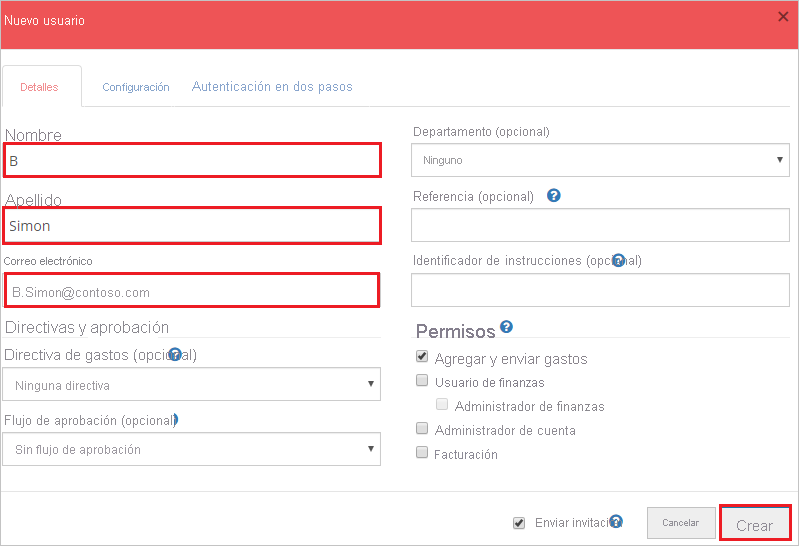 Nuevo usuario
Detalles
Configuración
Autenticación en dos pasos
Nombre
B
Apellido
Simon
Correo electrónico
B.Simon@contoso.com
Directivas y aprobación
Directiva de gastos (opcional)
Ninguna directiva
Flujo de aprobación (opcional)
Sin flujo de aprobación
Departamento (opcional)
Ninguno
Referencia (opcional)
Identificador de instrucciones (opcional)
Permisos
Agregar y enviar gastos
Usuario de finanzas
Administrador de finanzas
Administrador de cuenta
Facturación
Enviar invitación
Cancelar
Crear